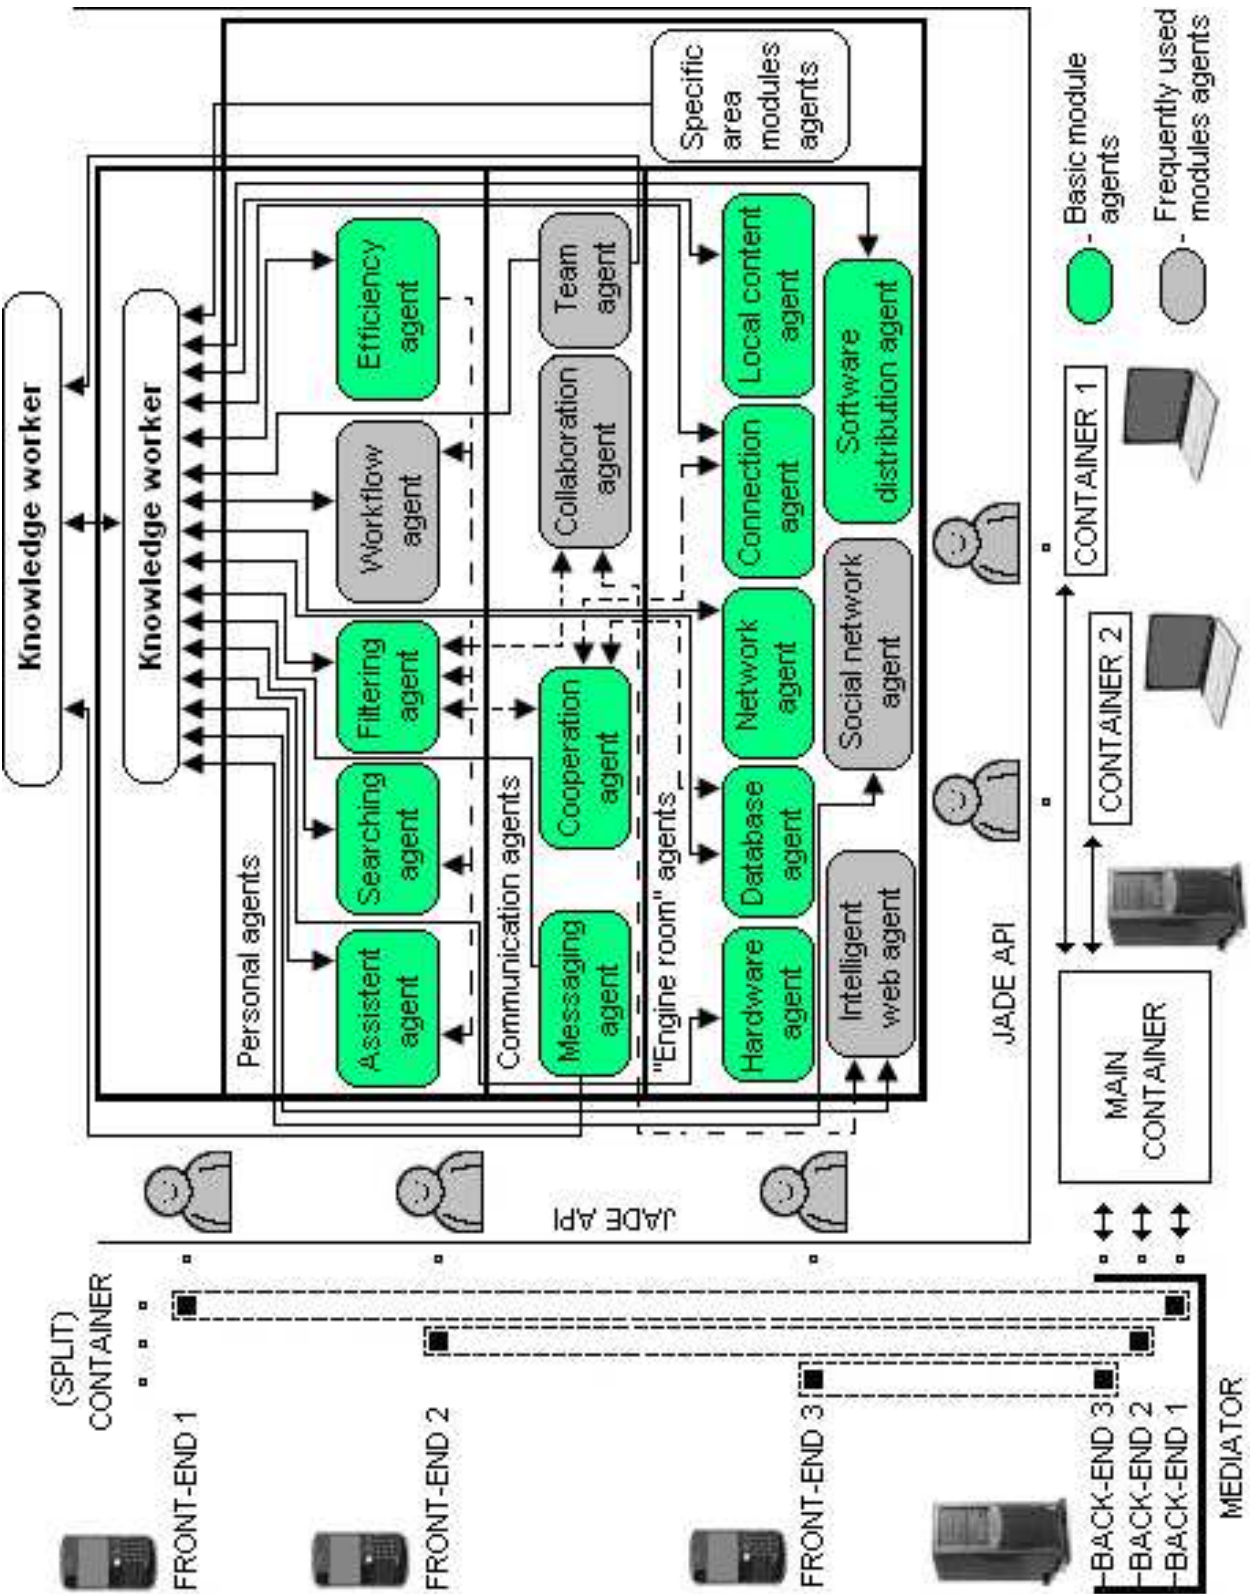 Knowledge worker
Knowledge worker
Personal agents
Assistent
agent
Searching
agent
Filtering
agent
Workflow
agent
Efficiency
agent
Communication agents
Messaging
agent
Cooperation
agent
Collaboration
agent
Team
agent
Specific
area
modules
agents
"Engine room" agents
Hardware
agent
Database
agent
Network
agent
Connection
agent
Local content
agent
Intelligent
web agent
Social network
agent
Software
distribution agent
JADE API
JADE API
(SPLIT)
CONTAINER
FRONT-END 1
FRONT-END 2
FRONT-END 3
BACK-END 3
BACK-END 2
BACK-END 1
MEDIATOR
MAIN
CONTAINER
CONTAINER 2
CONTAINER 1
- Basic module
agents
- Frequently used
modules agents